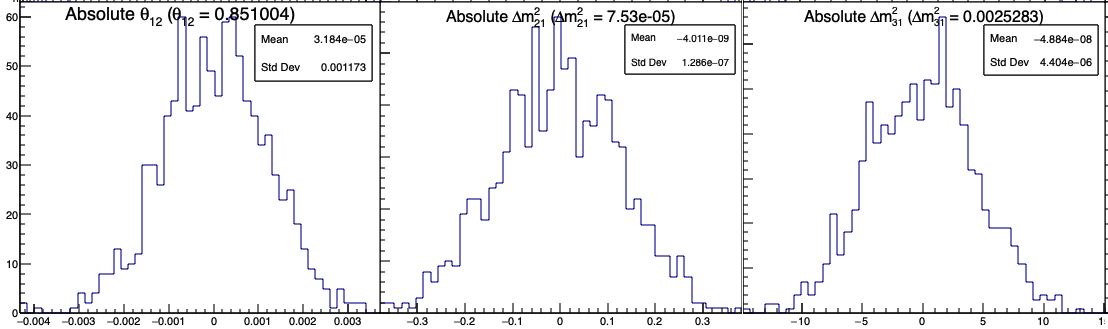 Absolute θ₁₂ (θ₁₂ = 0.851004)
Mean 3.184e−05
Std Dev 0.001173
60
50
40
30
20
10
0
−0.004 −0.003 −0.002 −0.001 0 0.001 0.002 0.003
Absolute Δm²₂₁ (Δm²₂₁ = 7.53e-05)
Mean −4.011e−09
Std Dev 1.286e−07
−0.3 −0.2 −0.1 0 0.1 0.2 0.3
Absolute Δm²₃₁ (Δm²₃₁ = 0.0025283)
Mean −4.884e−08
Std Dev 4.404e−06
−10 −5 0 5 10